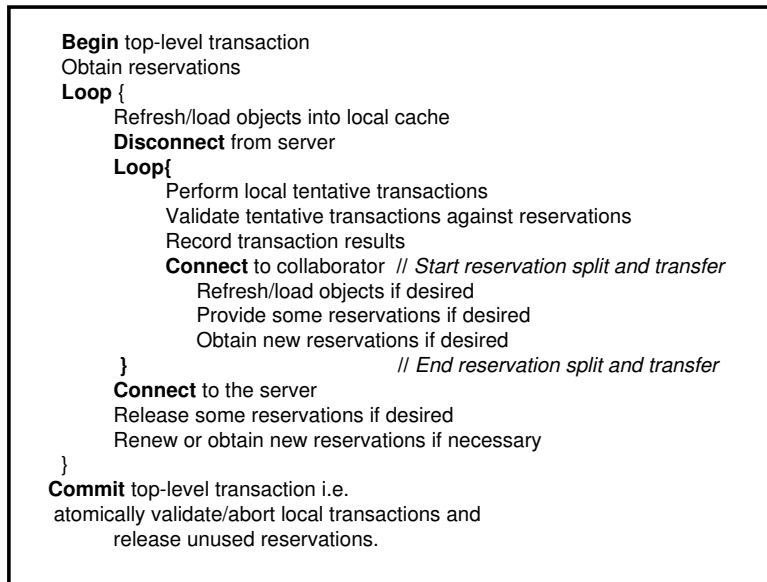 Begin top-level transaction
Obtain reservations
Loop {
Refresh/load objects into local cache
Disconnect from server
Loop{
Perform local tentative transactions
Validate tentative transactions against reservations
Record transaction results
Connect to collaborator // Start reservation split and transfer
Refresh/load objects if desired
Provide some reservations if desired
Obtain new reservations if desired
} // End reservation split and transfer
Connect to the server
Release some reservations if desired
Renew or obtain new reservations if necessary
}
Commit top-level transaction i.e.
atomically validate/abort local transactions and
release unused reservations.